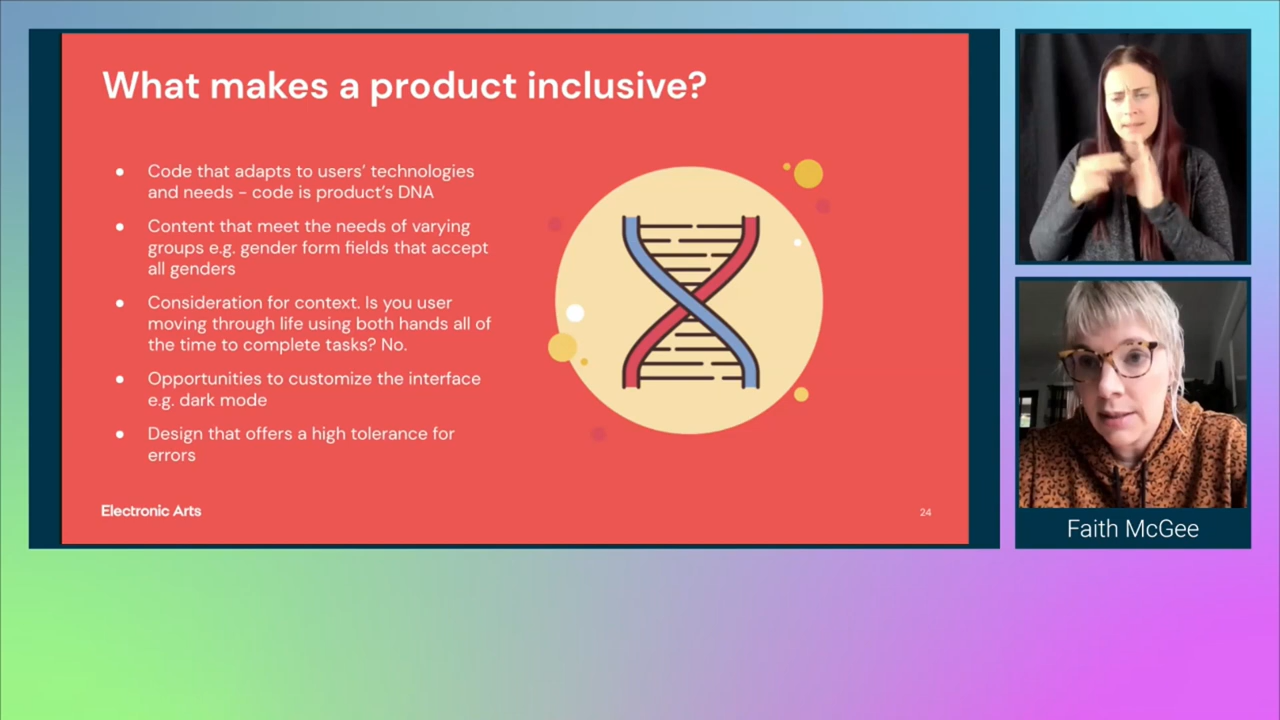 What makes a product inclusive?
● Code that adapts to users’ technologies
and needs - code is product’s DNA
● Content that meet the needs of varying
groups e.g. gender form fields that accept
all genders
● Consideration for context. Is you user
moving through life using both hands all of
the time to complete tasks? No.
● Opportunities to customize the interface
e.g. dark mode
● Design that offers a high tolerance for
errors
Electronic Arts
24
Faith McGee